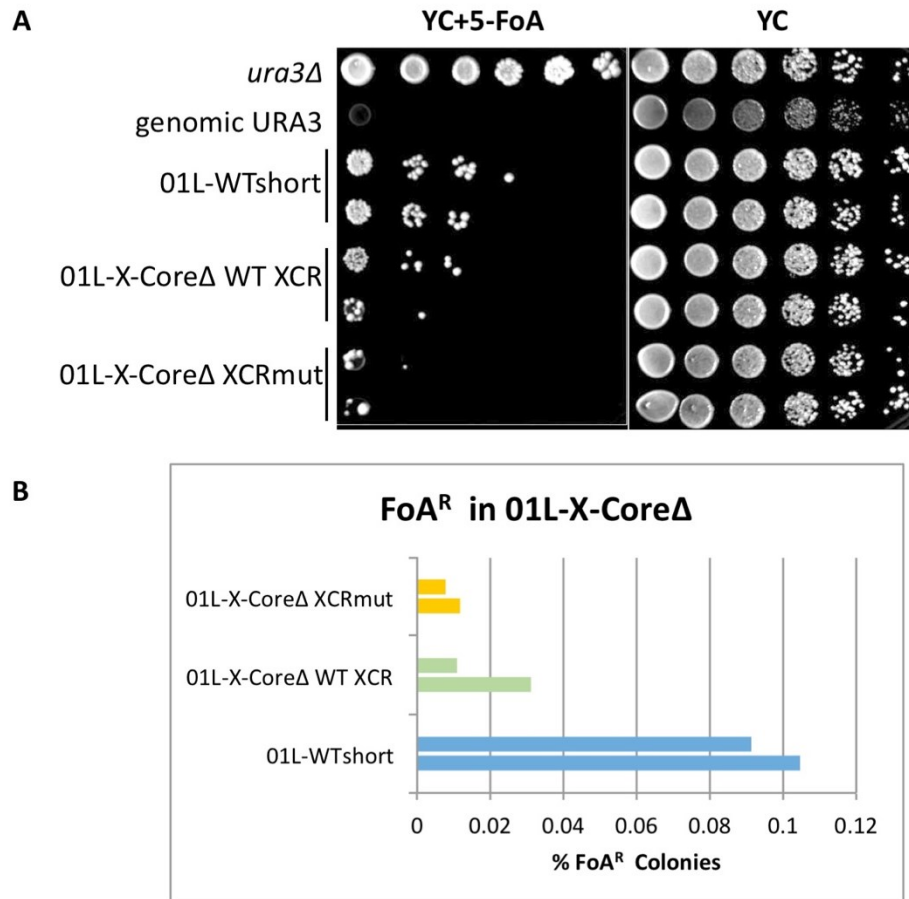 A
YC+5-FoA YC
ura3Δ
genomic URA3
01L-WTshort
01L-X-CoreΔ WT XCR
01L-X-CoreΔ XCRmut
B
FoAᴿ in 01L-X-CoreΔ
01L-X-CoreΔ XCRmut
01L-X-CoreΔ WT XCR
01L-WTshort
0 0.02 0.04 0.06 0.08 0.1 0.12
% FoAᴿ Colonies